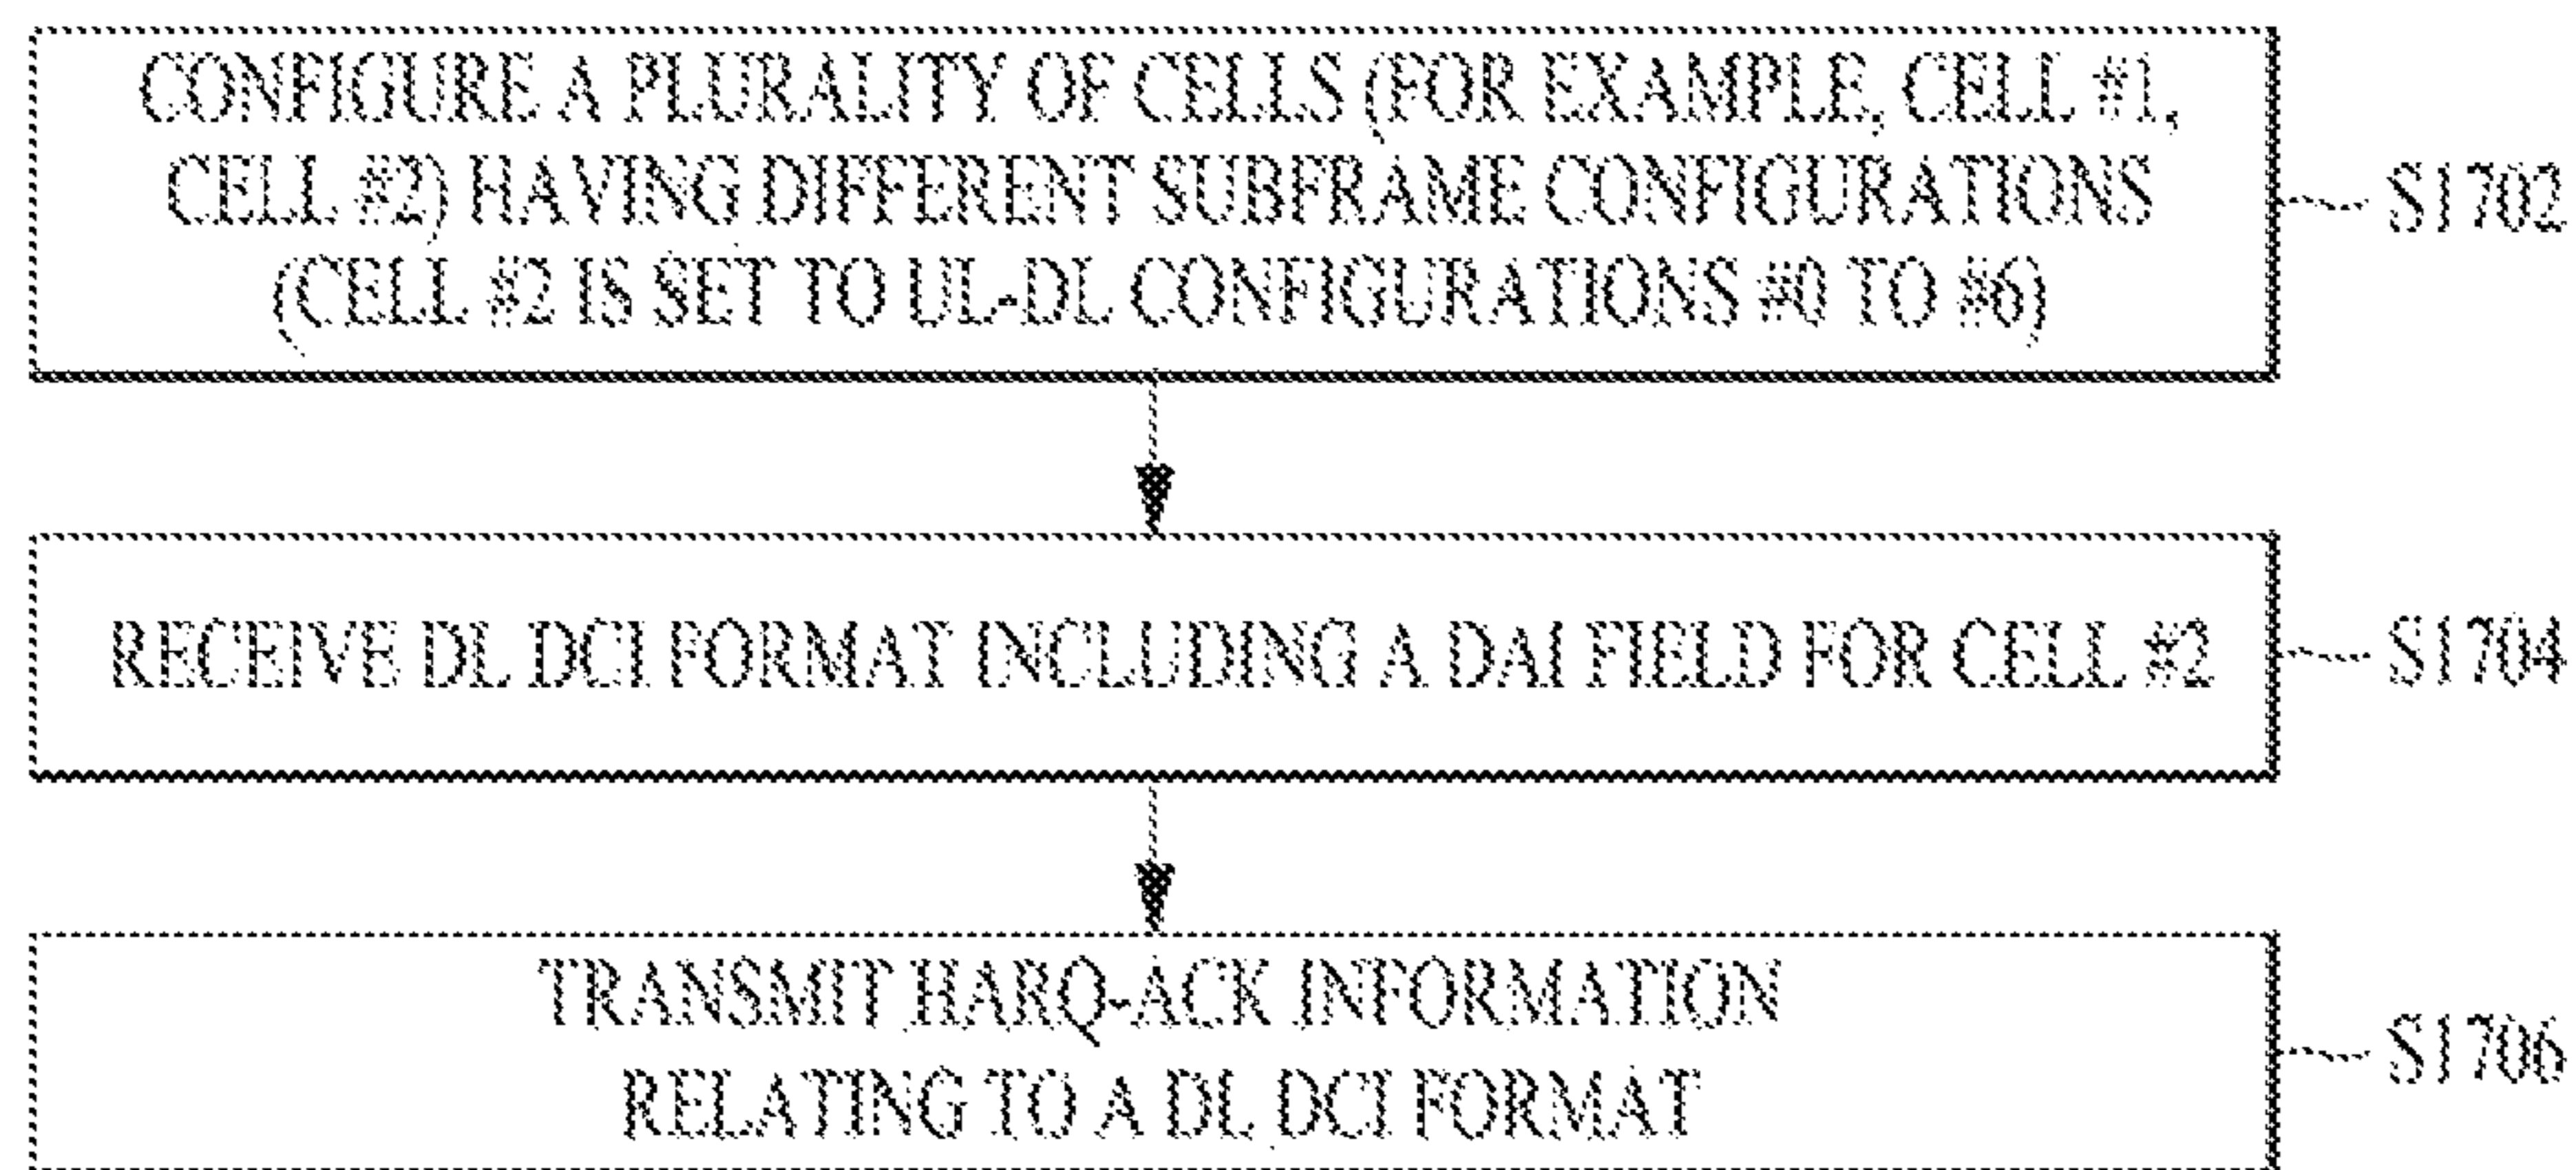 CONFIGURE A PLURALITY OF CELLS (FOR EXAMPLE, CELL #1,
CELL #2) HAVING DIFFERENT SUBFRAME CONFIGURATIONS
(CELL #2 IS SET TO UL-DL CONFIGURATIONS #0 TO #6)
S1702
RECEIVE DL DCI FORMAT INCLUDING A DAI FIELD FOR CELL #2
S1704
TRANSMIT HARQ-ACK INFORMATION
RELATING TO A DL DCI FORMAT
S1706